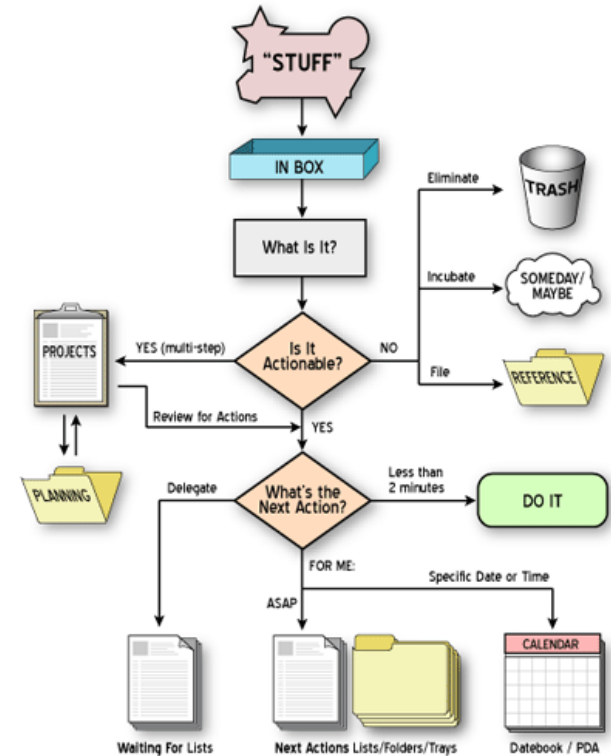 “STUFF”
IN BOX
What Is It?
Eliminate
TRASH
Incubate
SOMEDAY/
MAYBE
File
REFERENCE
Is It
Actionable?
NO
YES (multi-step)
PROJECTS
Review for Actions
YES
PLANNING
Delegate
What's the
Next Action?
Less than
2 minutes
DO IT
FOR ME:
ASAP
Specific Date or Time
CALENDAR
Waiting For Lists
Next Actions Lists/Folders/Trays
Datebook / PDA